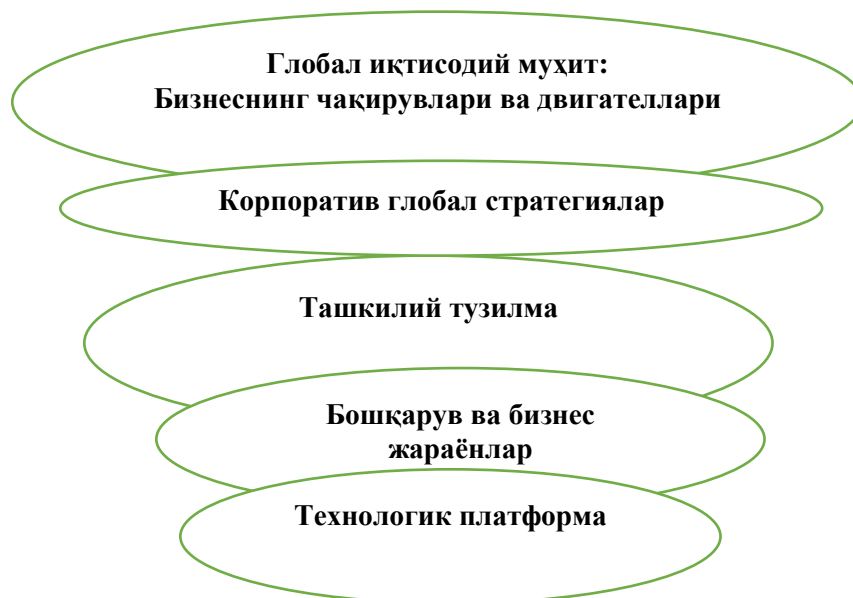 Глобал иқтисодий муҳит:
Бизнеснинг чақирувлари ва двигателлари
Корпоратив глобал стратегиялар
Ташкилий тузилма
Бошқарув ва бизнес
жараёнлар
Технологик платформа